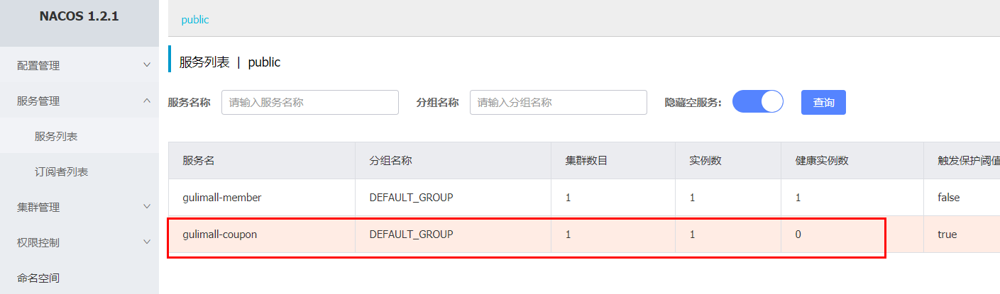 NACOS 1.2.1
配置管理
服务管理
服务列表
订阅者列表
集群管理
权限控制
命名空间
public
服务列表 | public
服务名称 请输入服务名称 分组名称 请输入分组名称 隐藏空服务: 查询
服务名 分组名称 集群数目 实例数 健康实例数 触发保护阈值
gulimall-member DEFAULT_GROUP 1 1 1 false
gulimall-coupon DEFAULT_GROUP 1 1 0 true